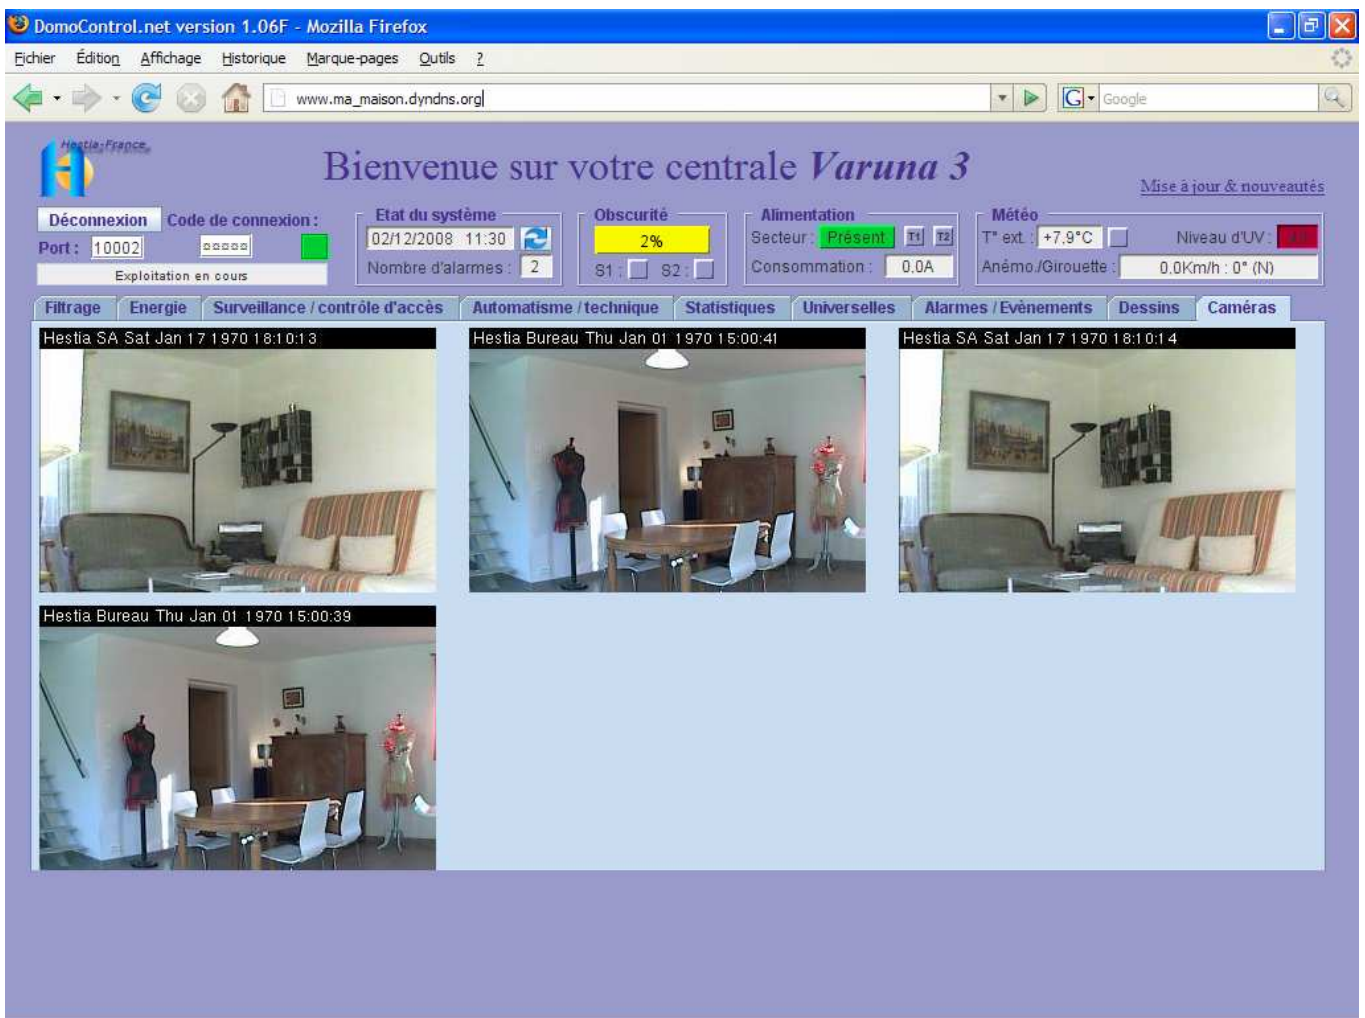 DomoControl.net version 1.06F - Mozilla Firefox
Fichier Édition Affichage Historique Marque-pages Outils ?
www.ma_maison.dyndns.org
G Google
Hestia-France
Bienvenue sur votre centrale Varuna 3
Mise à jour & nouveautés
Déconnexion Code de connexion :
Port : 10002
Exploitation en cours
Etat du système
02/12/2008 11:30
Nombre d'alarmes : 2
Obscurité
2%
S1 : S2 :
Alimentation
Secteur : Présent T1 T2
Consommation : 0.0A
Météo
T° ext. : +7,9°C Niveau d'UV :
Anémo./Girouette : 0.0Km/h : 0° (N)
Filtrage Energie Surveillance / contrôle d'accès Automatisme / technique Statistiques Universelles Alarmes / Evènements Dessins Caméras
Hestia SA Sat Jan 17 1970 18:10:13
Hestia Bureau Thu Jan 01 1970 15:00:41
Hestia SA Sat Jan 17 1970 18:10:14
Hestia Bureau Thu Jan 01 1970 15:00:39